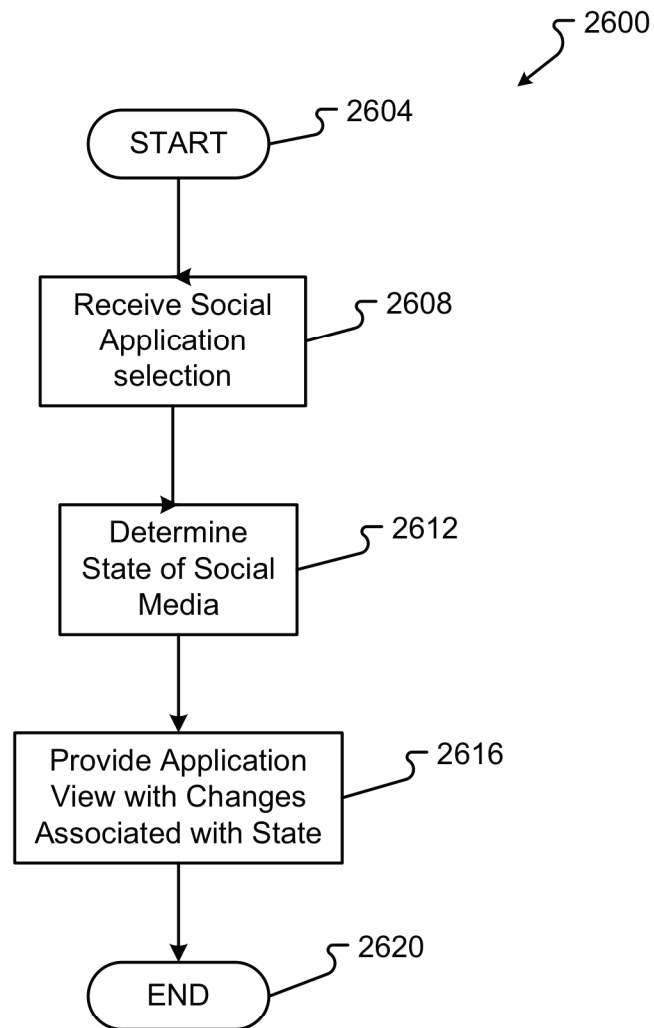 2600
START
2604
Receive Social
Application
selection
2608
Determine
State of Social
Media
2612
Provide Application
View with Changes
Associated with State
2616
END
2620